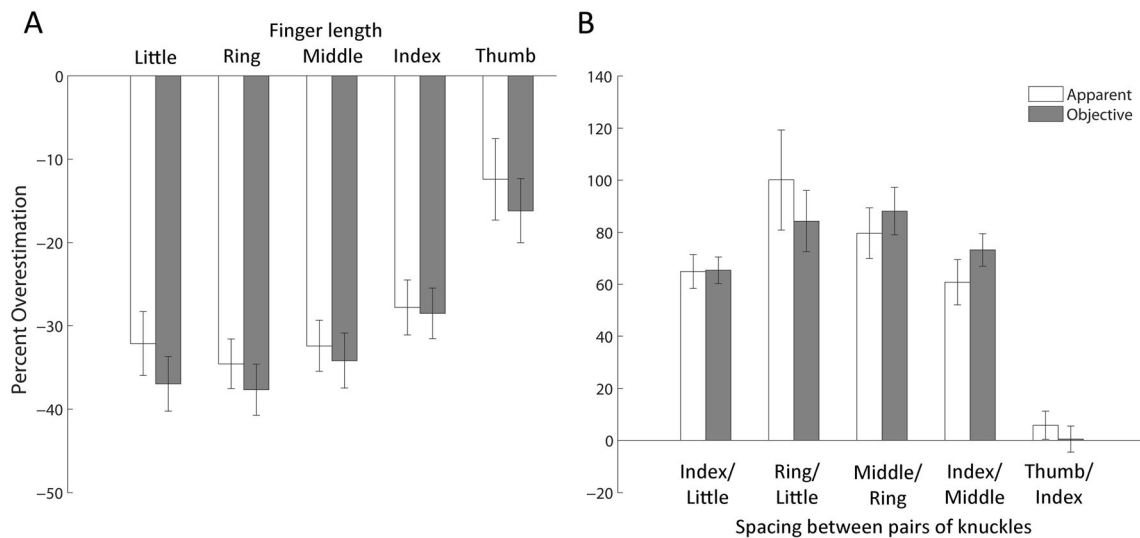 A
Finger length
Little Ring Middle Index Thumb
0
−10
−20
−30
−40
−50
Percent Overestimation
B
140
120
100
80
60
40
20
0
−20
Apparent
Objective
Index/ Ring/ Middle/ Index/ Thumb/
Little Little Ring Middle Index
Spacing between pairs of knuckles